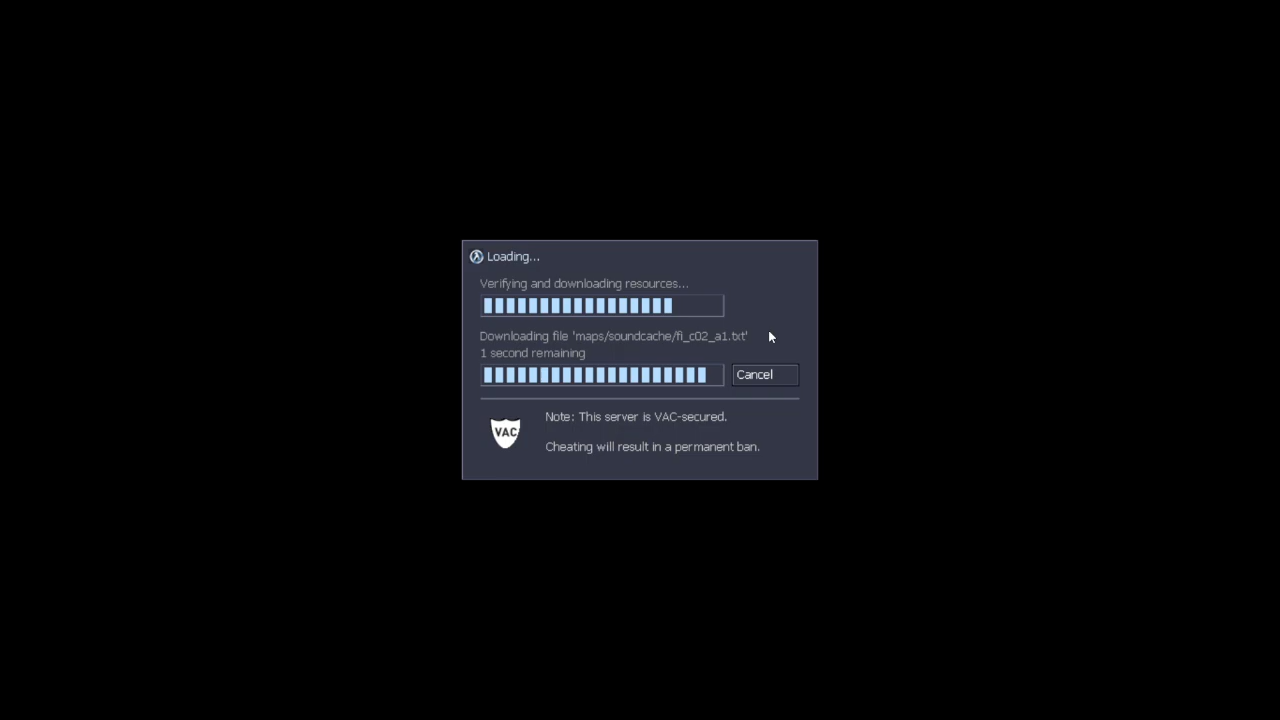 Loading...
Verifying and downloading resources...
Downloading file 'maps/soundcache/fi_c02_a1.txt'
1 second remaining
Cancel
VAC
Note: This server is VAC-secured.
Cheating will result in a permanent ban.